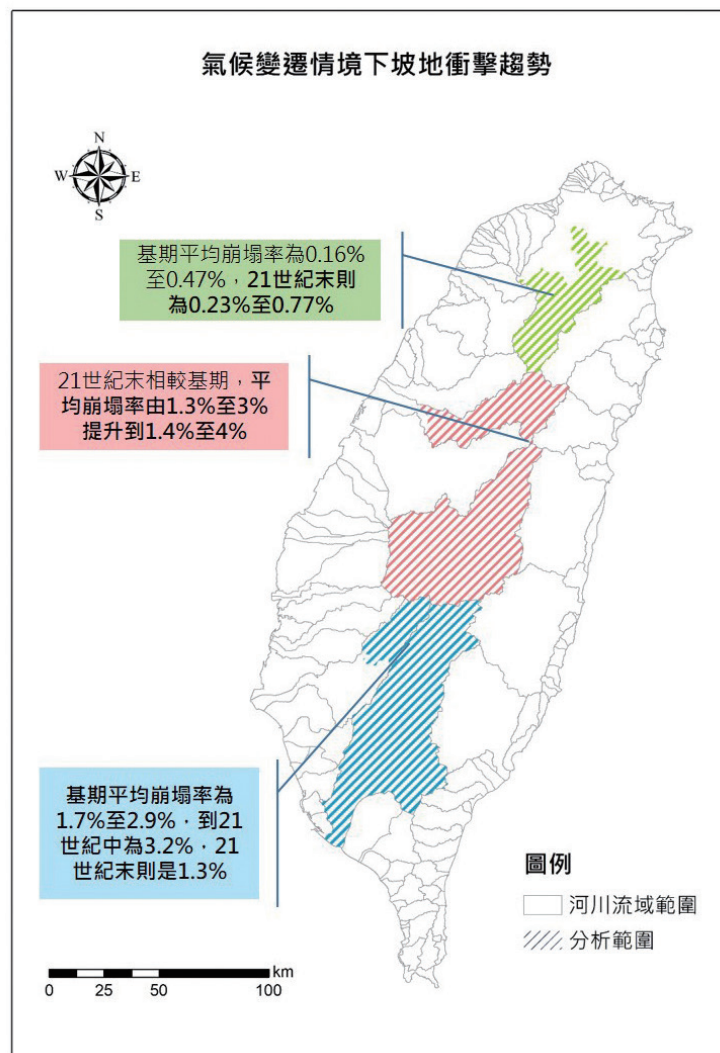 氣候變遷情境下坡地衝擊趨勢
N
W
E
S
基期平均崩塌率為0.16%
至0.47%，21世紀末則
為0.23%至0.77%
21世紀末相較基期，平
均崩塌率由1.3%至3%
提升到1.4%至4%
基期平均崩塌率為
1.7%至2.9%，到21
世紀中為3.2%，21
世紀末則是1.3%
圖例
河川流域範圍
分析範圍
km
0 25 50 100